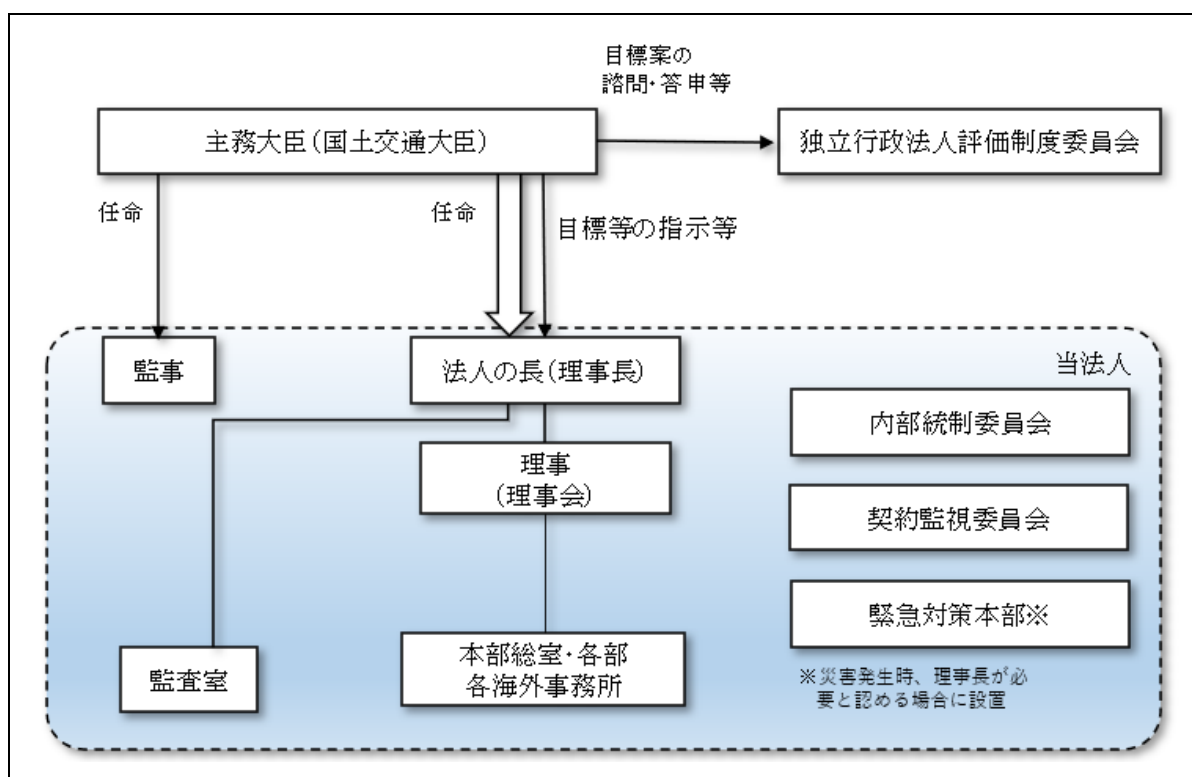 目標案の
諮問・答申等
主務大臣(国土交通大臣)
独立行政法人評価制度委員会
任命
任命
目標等の指示等
当法人
監事
法人の長(理事長)
内部統制委員会
理事
(理事会)
契約監視委員会
緊急対策本部※
監査室
本部総室・各部
各海外事務所
※災害発生時、理事長が必
要と認める場合に設置